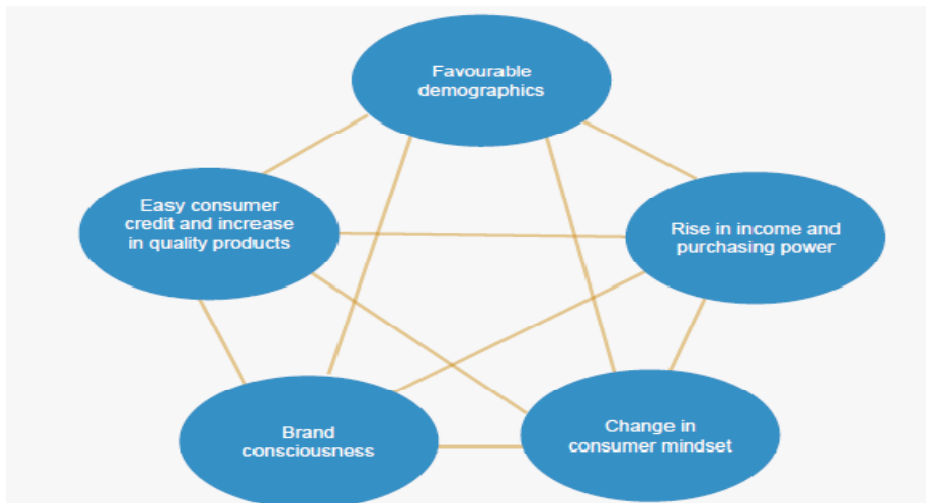 Favourable
demographics
Easy consumer
credit and increase
in quality products
Rise in income and
purchasing power
Brand
consciousness
Change in
consumer mindset